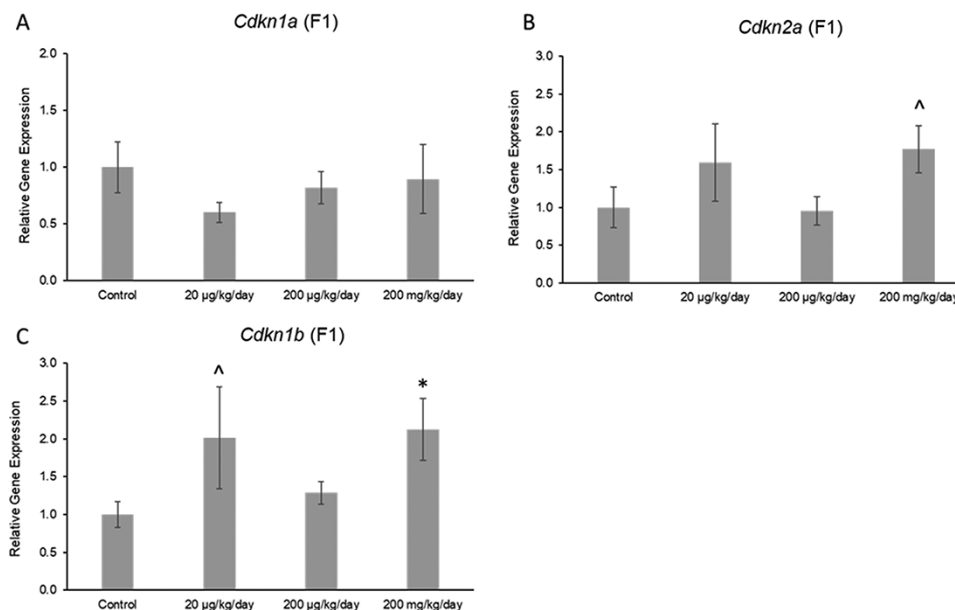 A
Cdkn1a (F1)
Relative Gene Expression
2.0
1.5
1.0
0.5
0.0
Control 20 µg/kg/day 200 µg/kg/day 200 mg/kg/day
B
Cdkn2a (F1)
Relative Gene Expression
3.0
2.5
2.0
1.5
1.0
0.5
0.0
^
Control 20 µg/kg/day 200 µg/kg/day 200 mg/kg/day
C
Cdkn1b (F1)
Relative Gene Expression
3.0
2.5
2.0
1.5
1.0
0.5
0.0
^ *
Control 20 µg/kg/day 200 µg/kg/day 200 mg/kg/day